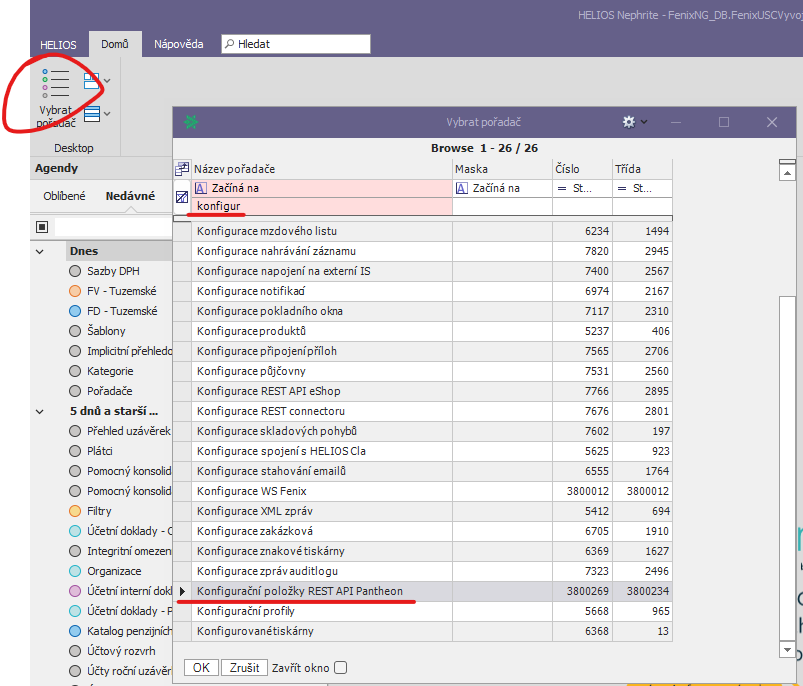 HELIOS Nephrite - FenixNG_DB.FenixUSCVyvoj
HELIOS Domů Nápověda Hledat
Vybrat
pořadač
Desktop
Agendy
Oblíbené Nedávné
Dnes
Sazby DPH
FV - Tuzemské
FD - Tuzemské
Šablony
Implicitní přehledo
Kategorie
Pořadače
5 dnů a starší ...
Přehled uzávěrek
Plátci
Pomocný konsolid
Pomocný konsolid
Filtry
Účetní doklady - C
Integritní omezen
Organizace
Účetní interní dokl
Účetní doklady - P
Katalog penzijních
Účtový rozvrh
Účty roční uzávěr
Vybrat pořadač
Browse 1 - 26 / 26
Název pořadače Maska Číslo Třída
A Začíná na A Začíná na = St... = St...
konfigur
Konfigurace mzdového listu 6234 1494
Konfigurace nahrávání záznamu 7820 2945
Konfigurace napojení na externí IS 7400 2567
Konfigurace notifikací 6974 2167
Konfigurace pokladního okna 7117 2310
Konfigurace produktů 5237 406
Konfigurace připojení příloh 7565 2706
Konfigurace půjčovny 7531 2560
Konfigurace REST API eShop 7766 2895
Konfigurace REST connectoru 7676 2801
Konfigurace skladových pohybů 7602 197
Konfigurace spojení s HELIOS Cla 5625 923
Konfigurace stahování emailů 6555 1764
Konfigurace WS Fenix 3800012 3800012
Konfigurace XML zpráv 5412 694
Konfigurace zakázková 6705 1910
Konfigurace znakové tiskárny 6369 1627
Konfigurace zpráv auditlogu 7323 2496
Konfigurační položky REST API Pantheon 3800269 3800234
Konfigurační profily 5668 965
Konfigurované tiskárny 6368 13
OK Zrušit Zavřít okno